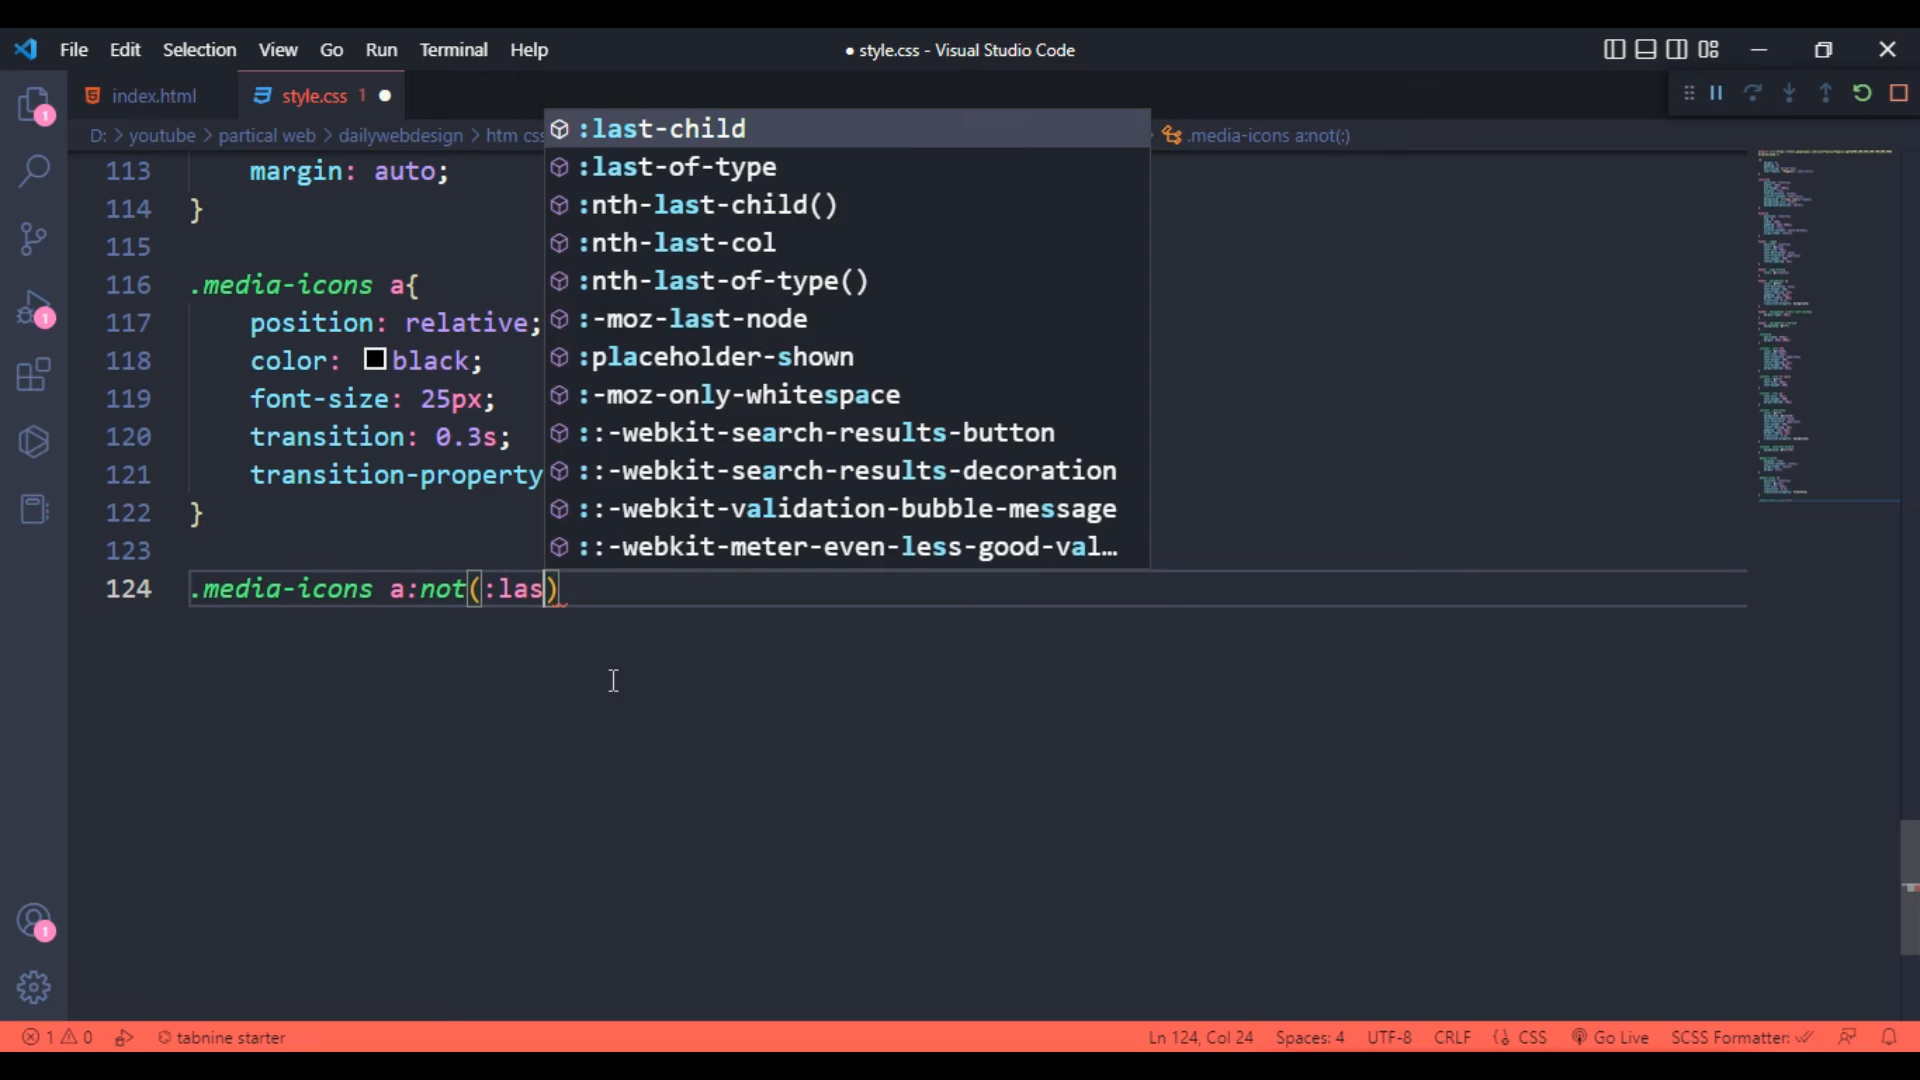 File Edit Selection View Go Run Terminal Help
● style.css - Visual Studio Code
index.html
style.css 1 ●
D: > youtube > partical web > dailywebdesign > htm css
.media-icons a:not(:)
113 margin: auto;
114 }
115
116 .media-icons a{
117 position: relative;
118 color: black;
119 font-size: 25px;
120 transition: 0.3s;
121 transition-property
122 }
123
124 .media-icons a:not(:las)
:last-child
:last-of-type
:nth-last-child()
:nth-last-col
:nth-last-of-type()
:-moz-last-node
:placeholder-shown
:-moz-only-whitespace
::-webkit-search-results-button
::-webkit-search-results-decoration
::-webkit-validation-bubble-message
::-webkit-meter-even-less-good-val…
1
1
1
1 0 tabnine starter
Ln 124, Col 24 Spaces: 4 UTF-8 CRLF CSS Go Live SCSS Formatter: